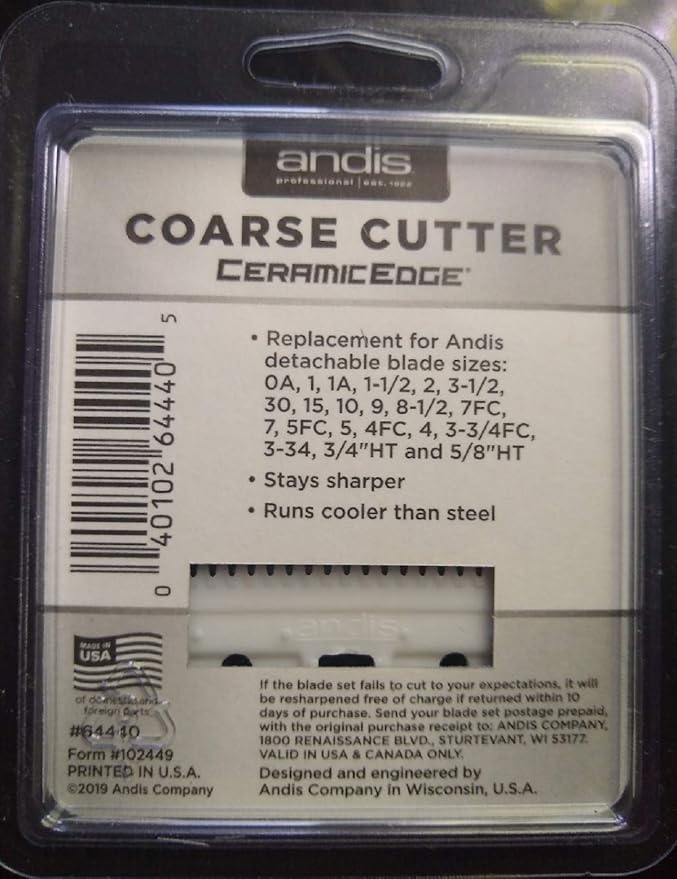 andis
professional | est. 1922
COARSE CUTTER
CERAMICEDGE®
• Replacement for Andis
detachable blade sizes:
0A, 1, 1A, 1-1/2, 2, 3-1/2,
30, 15, 10, 9, 8-1/2, 7FC,
7, 5FC, 5, 4FC, 4, 3-3/4FC,
3-34, 3/4"HT and 5/8"HT
• Stays sharper
• Runs cooler than steel
0 40102 64440 5
andis
MADE IN
USA
of domestic and
foreign parts
#64440
Form #102449
PRINTED IN U.S.A.
©2019 Andis Company
If the blade set fails to cut to your expectations, it will
be resharpened free of charge if returned within 10
days of purchase. Send your blade set postage prepaid,
with the original purchase receipt to: ANDIS COMPANY,
1800 RENAISSANCE BLVD., STURTEVANT, WI 53177.
VALID IN USA & CANADA ONLY.
Designed and engineered by
Andis Company in Wisconsin, U.S.A.